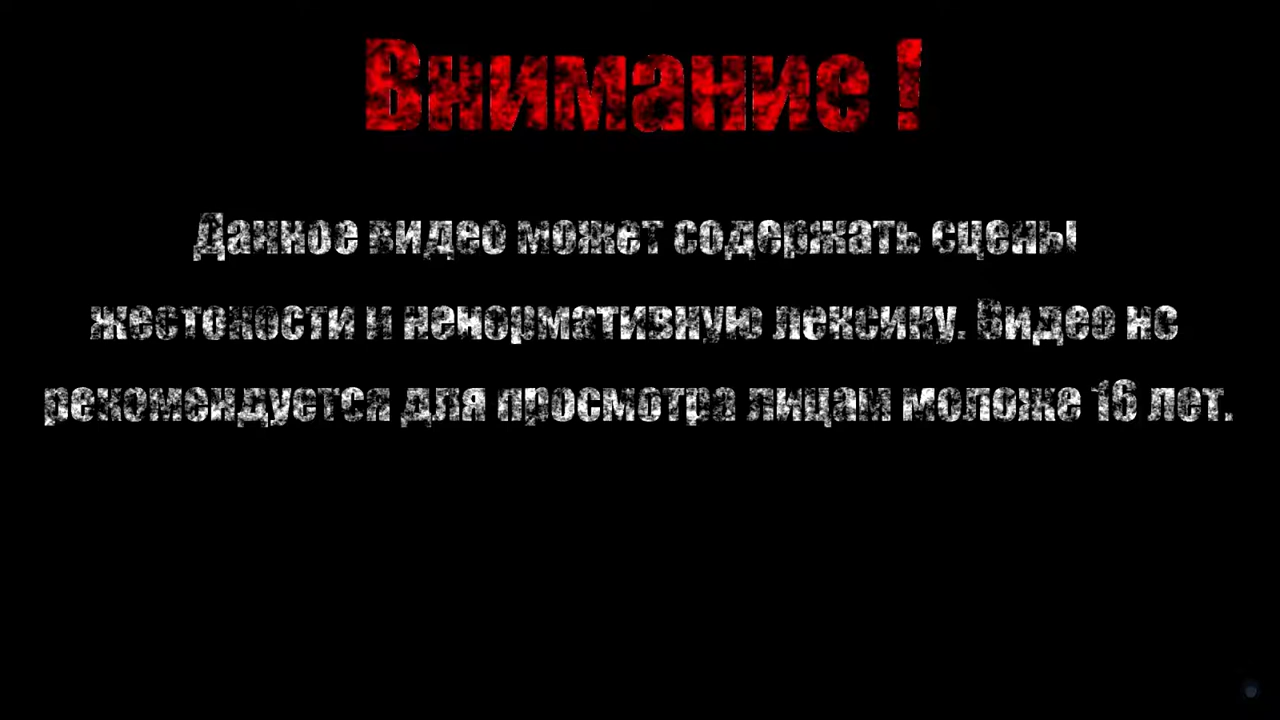 Внимание !
Данное видео может содержать сцены
жестокости и ненормативную лексику. Видео не
рекомендуется для просмотра лицам моложе 16 лет.